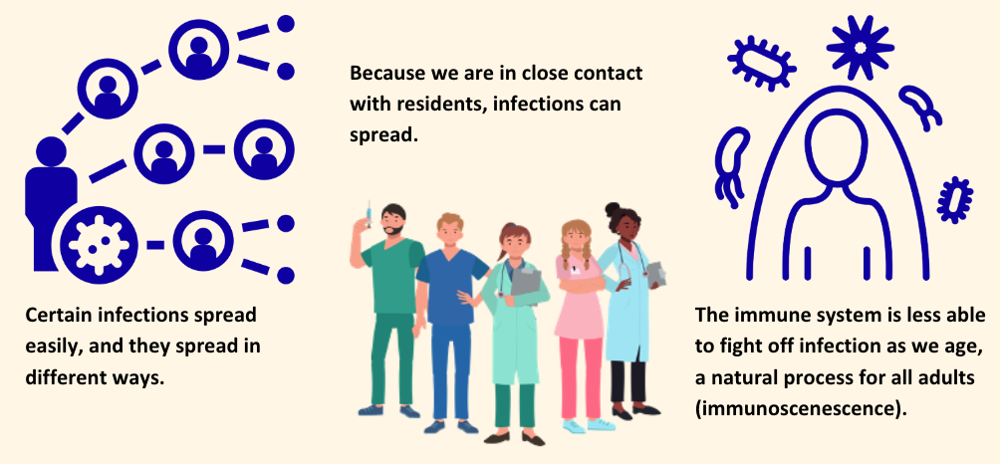 Because we are in close contact
with residents, infections can
spread.
Certain infections spread
easily, and they spread in
different ways.
The immune system is less able
to fight off infection as we age,
a natural process for all adults
(immunoscenescence).